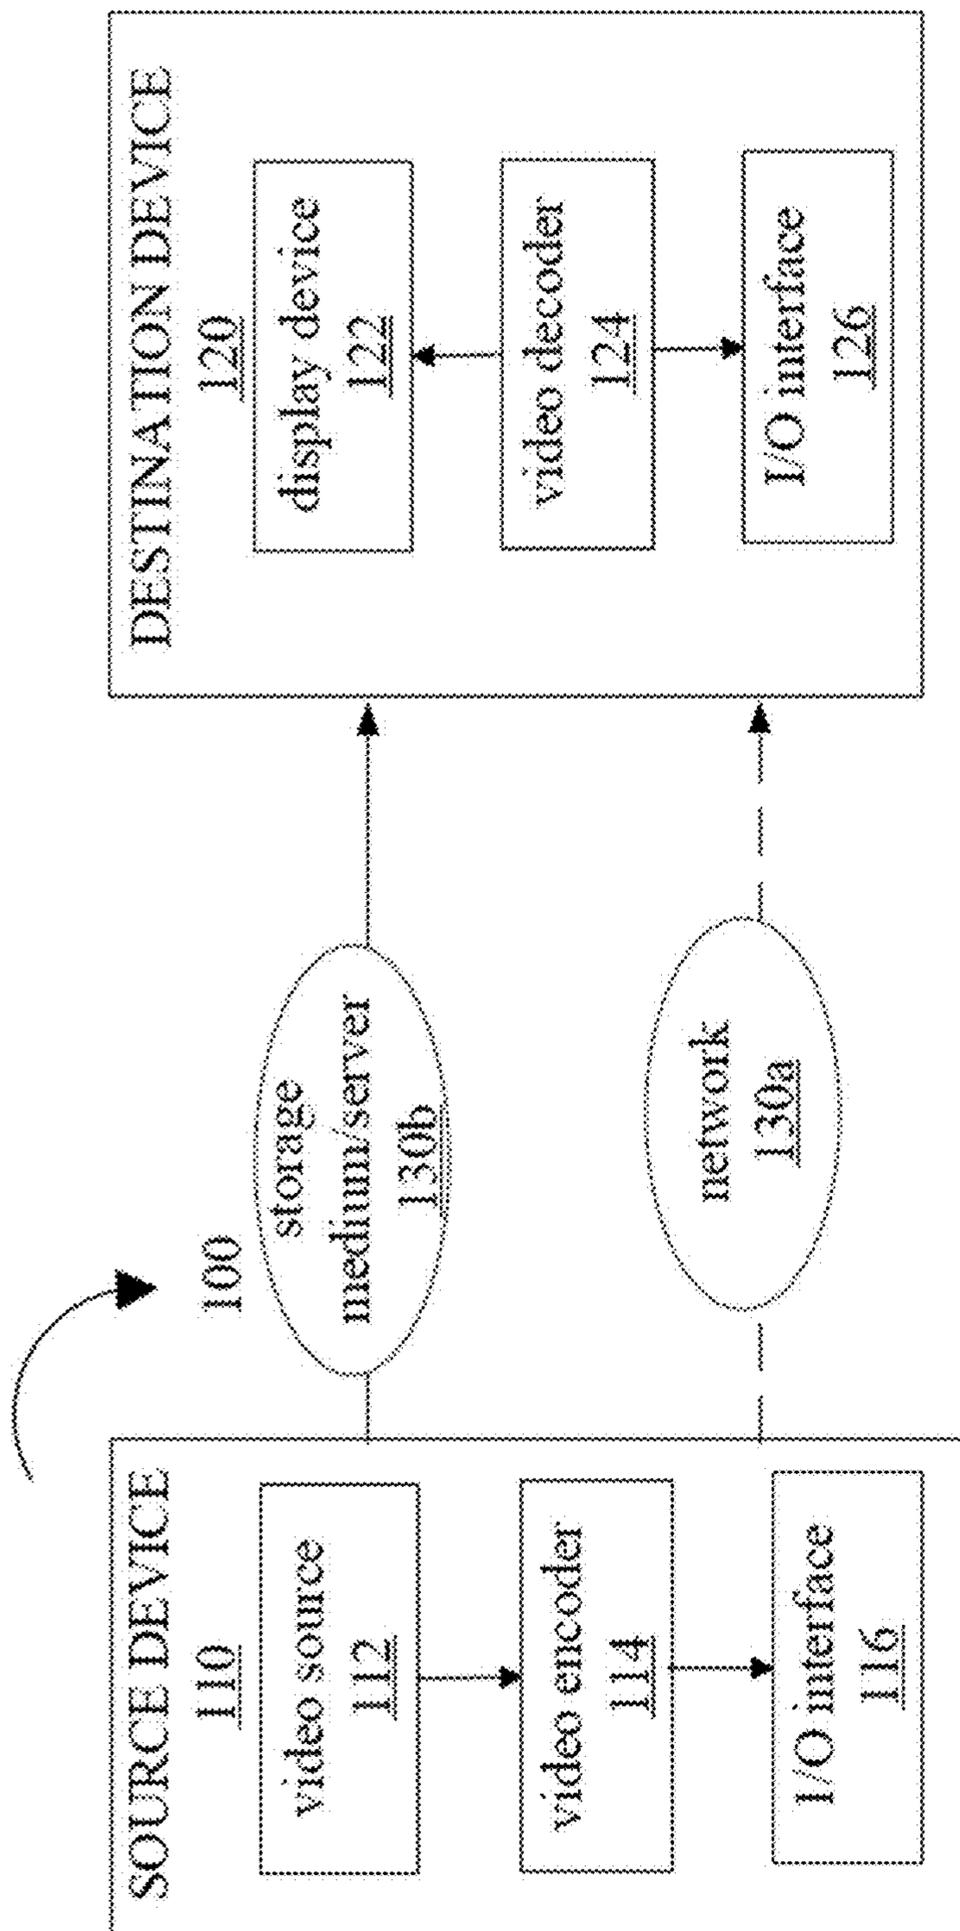 100
SOURCE DEVICE
110
video source
112
video encoder
114
I/O interface
116
storage
medium/server
130b
network
130a
DESTINATION DEVICE
120
display device
122
video decoder
124
I/O interface
126